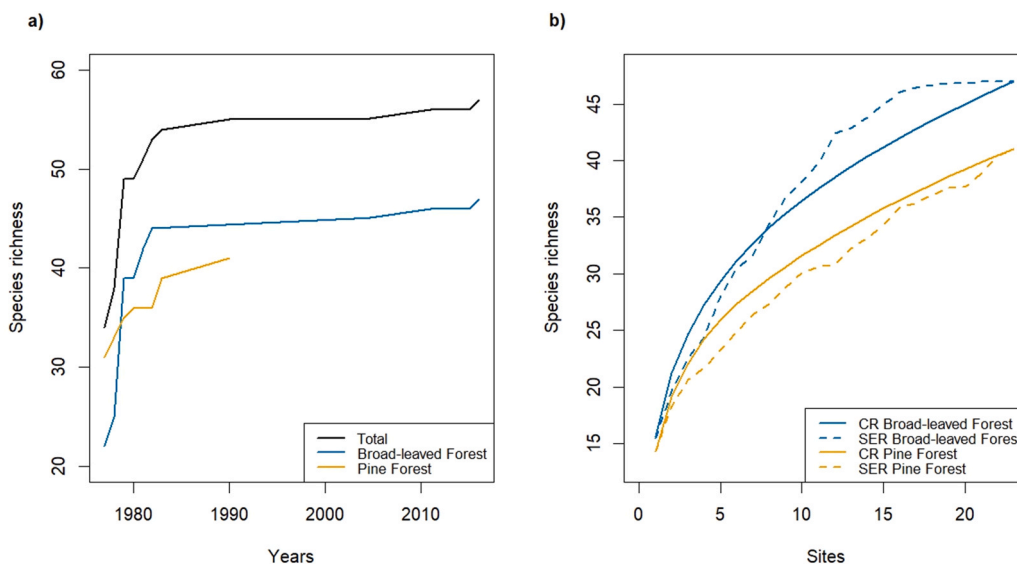 a)
Species richness
60
50
40
30
20
1980
1990
2000
2010
Years
Total
Broad-leaved Forest
Pine Forest
b)
Species richness
45
40
35
30
25
20
15
0
5
10
15
20
Sites
CR Broad-leaved Forest
SER Broad-leaved Forest
CR Pine Forest
SER Pine Forest